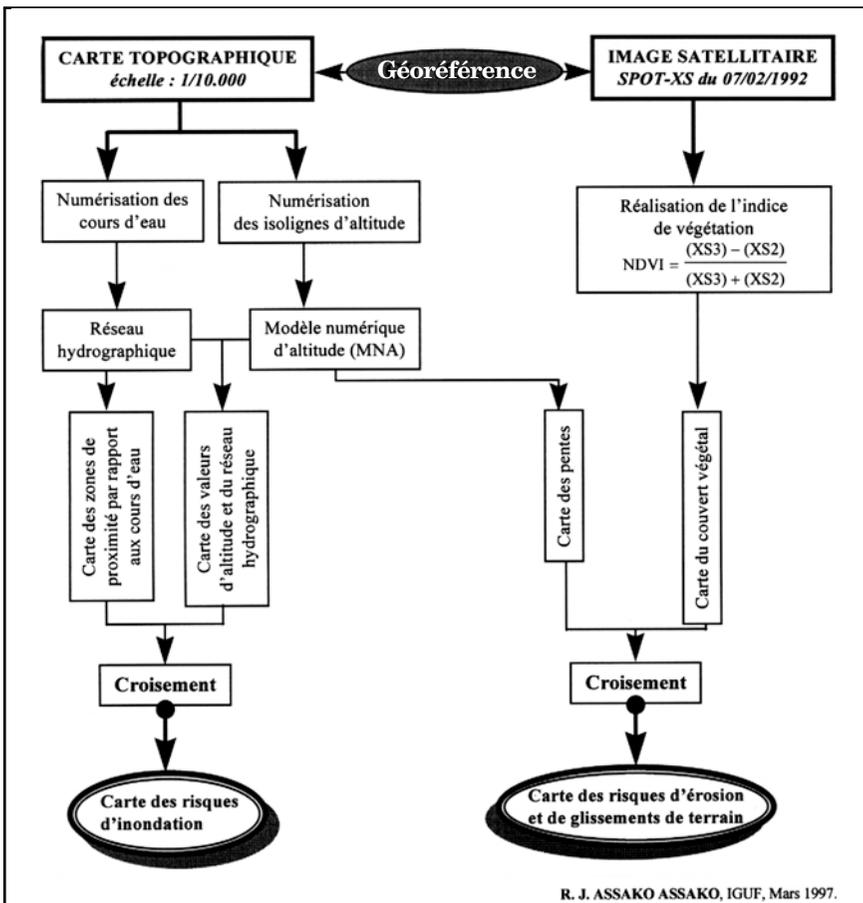 CARTE TOPOGRAPHIQUE
échelle : 1/10.000
Géoréférence
IMAGE SATELLITAIRE
SPOT-XS du 07/02/1992
Numérisation des
cours d'eau
Numérisation
des isolignes d'altitude
Réalisation de l'indice
de végétation
NDVI = (XS3) – (XS2)
(XS3) + (XS2)
Réseau
hydrographique
Modèle numérique
d'altitude (MNA)
Carte des zones de
proximité par rapport
aux cours d'eau
Carte des valeurs
d'altitude et du réseau
hydrographique
Carte des pentes
Carte du couvert végétal
Croisement
Croisement
Carte des risques
d'inondation
Carte des risques d'érosion
et de glissements de terrain
R. J. ASSAKO ASSAKO, IGUF, Mars 1997.